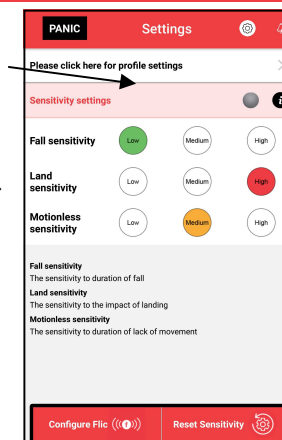 PANIC Settings
Please click here for profile settings
Sensitivity settings i
Fall sensitivity Low Medium High
Land
sensitivity Low Medium High
Motionless
sensitivity Low Medium High
Fall sensitivity
The sensitivity to duration of fall
Land sensitivity
The sensitivity to the impact of landing
Motionless sensitivity
The sensitivity to duration of lack of movement
Configure Flic ((f)) Reset Sensitivity